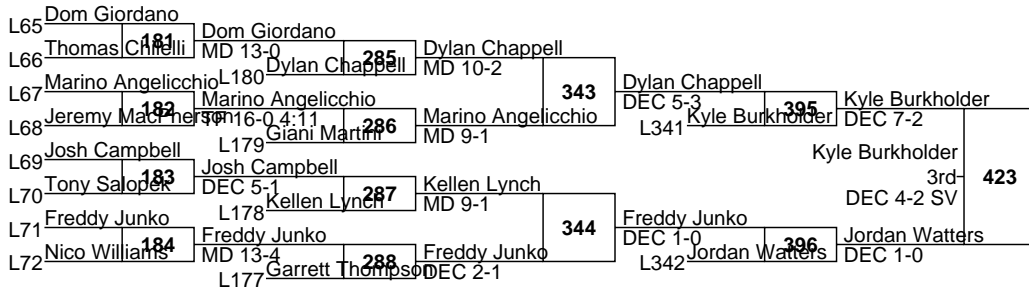 L65 Dom Giordano
181
L66 Thomas Chilelli
Dom Giordano
MD 13-0
L180 Dylan Chappell
285
Dylan Chappell
MD 10-2
L67 Marino Angelicchio
182
L68 Jeremy MacPherson
Marino Angelicchio
TF 16-0 4:11
L179 Giani Martini
286
Marino Angelicchio
MD 9-1
343
Dylan Chappell
DEC 5-3
L341 Kyle Burkholder
395
Kyle Burkholder
DEC 7-2
L69 Josh Campbell
183
L70 Tony Salopek
Josh Campbell
DEC 5-1
L178 Kellen Lynch
287
Kellen Lynch
MD 9-1
L71 Freddy Junko
184
L72 Nico Williams
Freddy Junko
MD 13-4
L177 Garrett Thompson
288
Freddy Junko
DEC 2-1
344
Freddy Junko
DEC 1-0
L342 Jordan Watters
396
Jordan Watters
DEC 1-0
Kyle Burkholder
3rd
DEC 4-2 SV
423